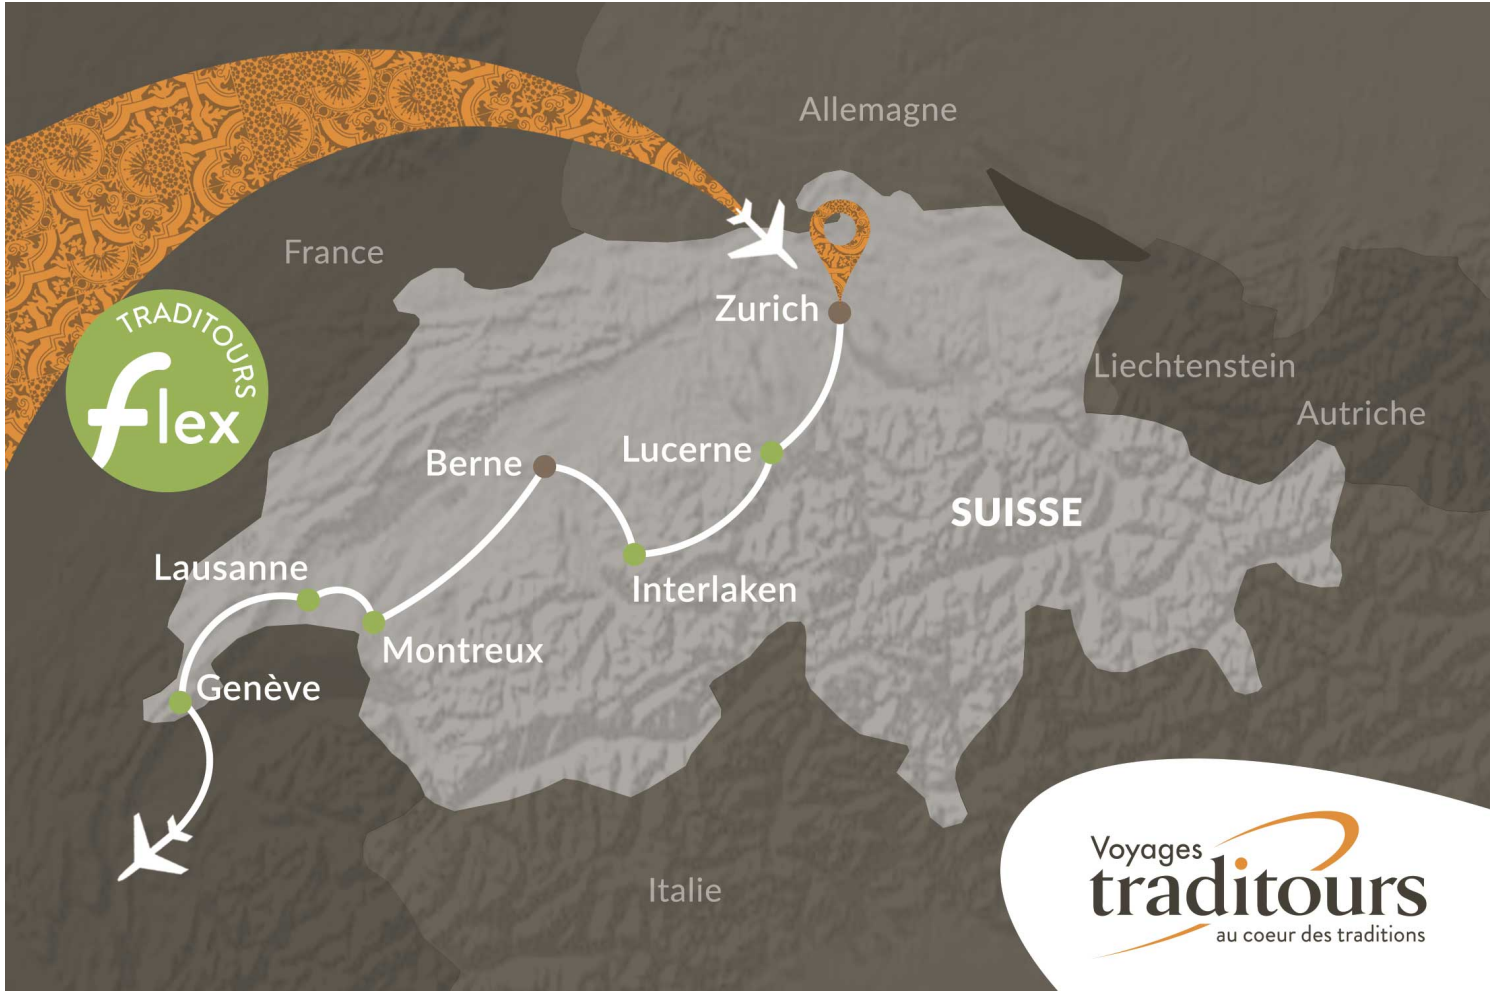 Allemagne
France
TRADITOURS
flex
Zurich
Liechtenstein
Autriche
Lucerne
Berne
SUISSE
Lausanne
Interlaken
Montreux
Genève
Italie
Voyages
traditours
au coeur des traditions